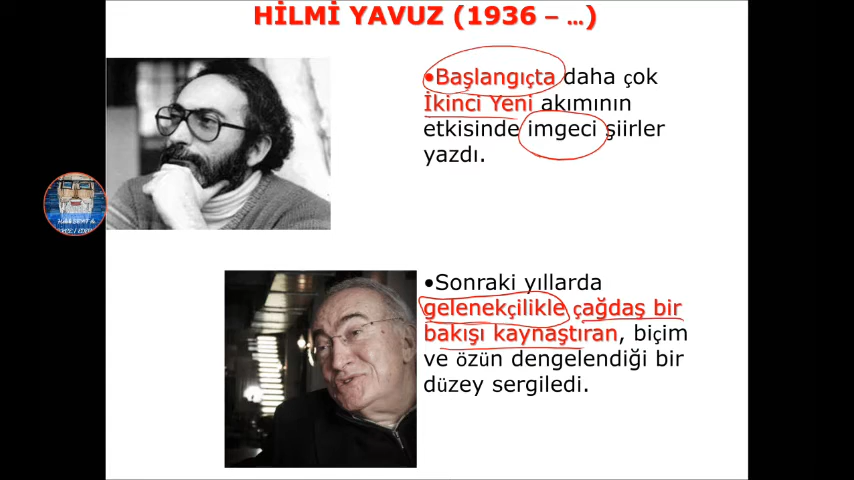 HİLMİ YAVUZ (1936 – …)
•Başlangıçta daha çok
İkinci Yeni akımının
etkisinde imgeci şiirler
yazdı.
•Sonraki yıllarda
gelenekçilikle çağdaş bir
bakışı kaynaştıran, biçim
ve özün dengelendiği bir
düzey sergiledi.